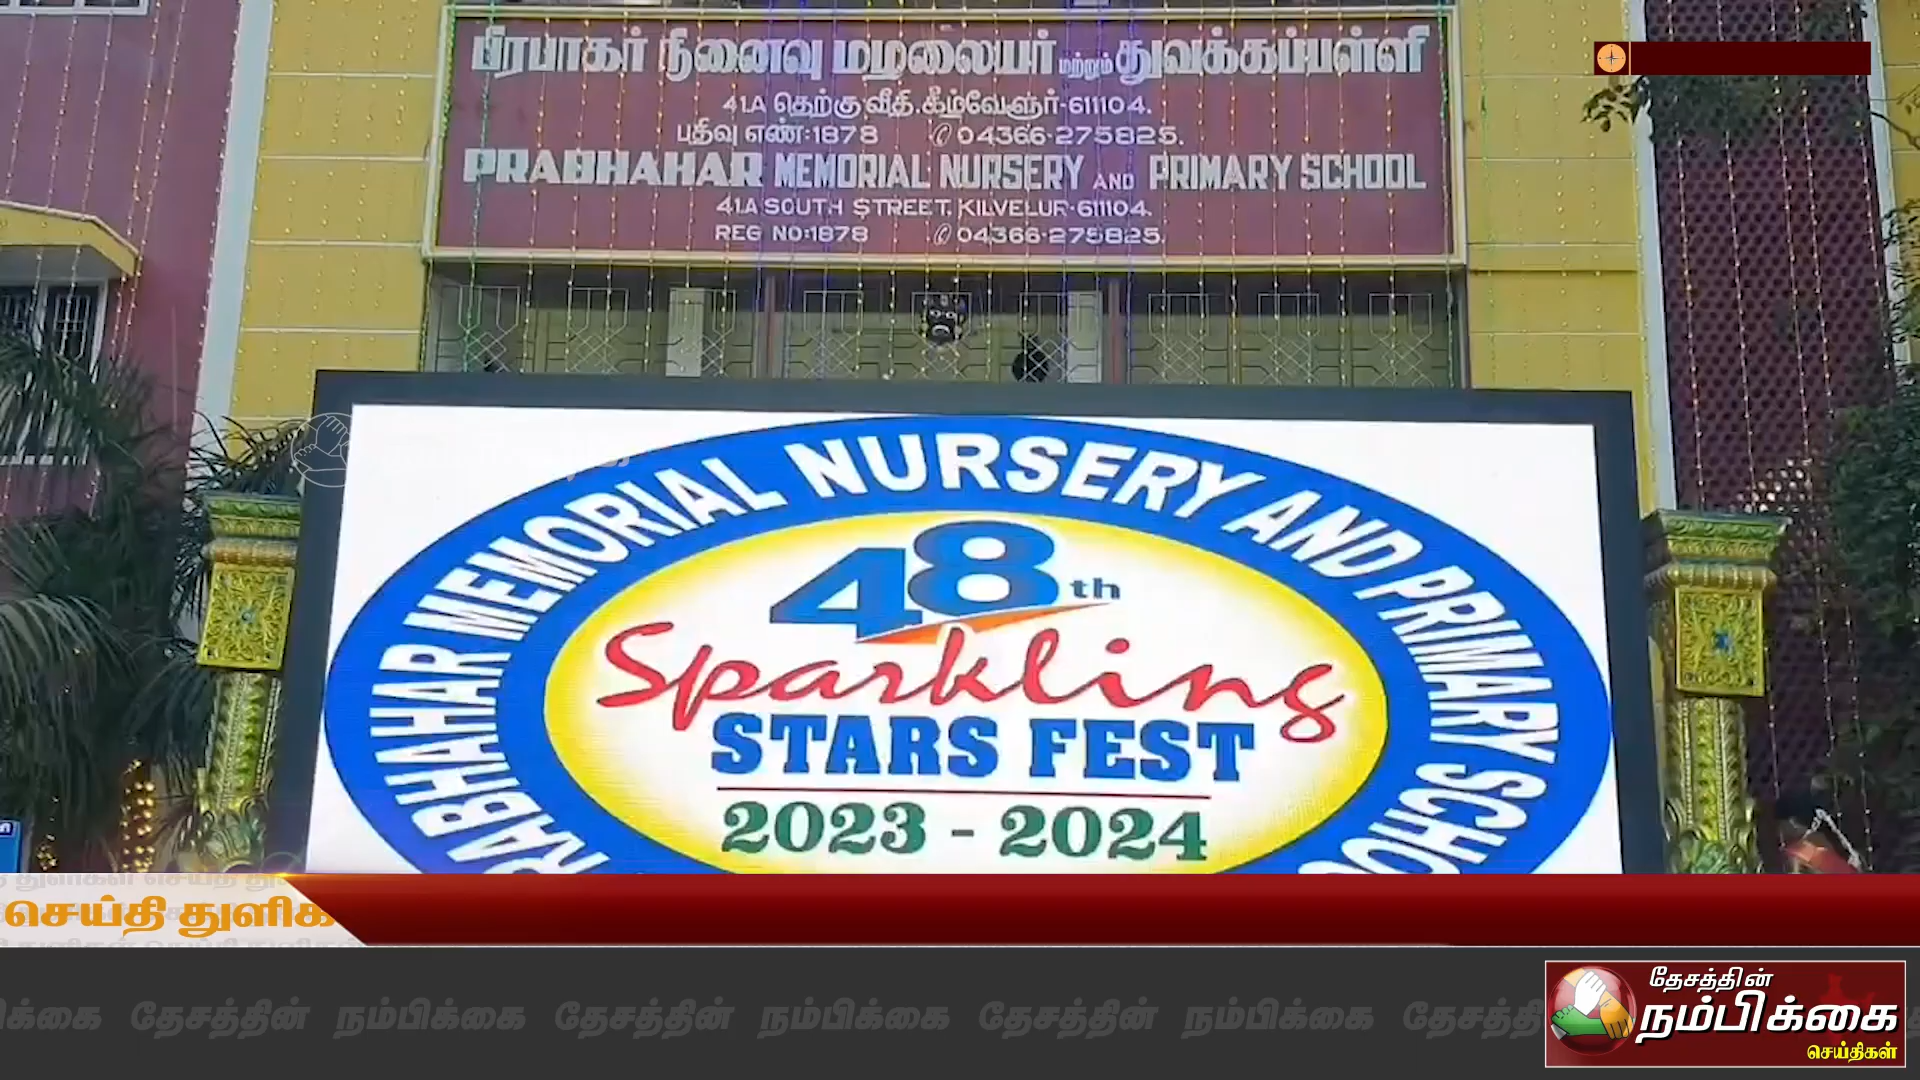 பிரபாகர் நினைவு மழலையர் மற்றும் துவக்கப்பள்ளி
41A தெற்கு வீதி, கீழ்வேளூர்-611104.
பதிவு எண்:1878 ✆ 04366-275825.
PRABHAHAR MEMORIAL NURSERY AND PRIMARY SCHOOL
41A SOUTH STREET, KILVELUR-611104.
REG NO:1878 ✆ 04366-275825.
RABHAHAR MEMORIAL NURSERY AND PRIMARY SCHO
48th
Sparkling
STARS FEST
2023 - 2024
செய்தி துளிக
தேசத்தின் நம்பிக்கை தேசத்தின் நம்பிக்கை தேசத்தின் நம்பிக்கை
தேசத்தின்
நம்பிக்கை
செய்திகள்